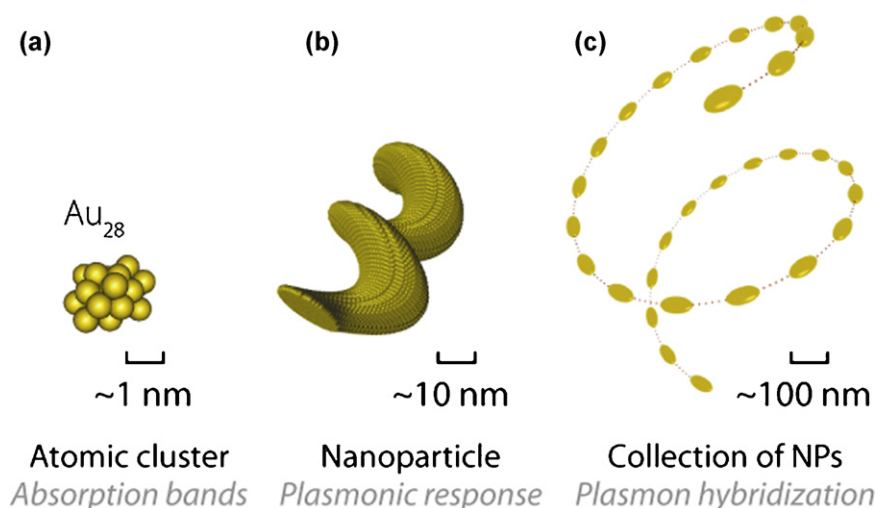 (a)
(b)
(c)
Au₂₈
~1 nm
~10 nm
~100 nm
Atomic cluster
Nanoparticle
Collection of NPs
Absorption bands
Plasmonic response
Plasmon hybridization